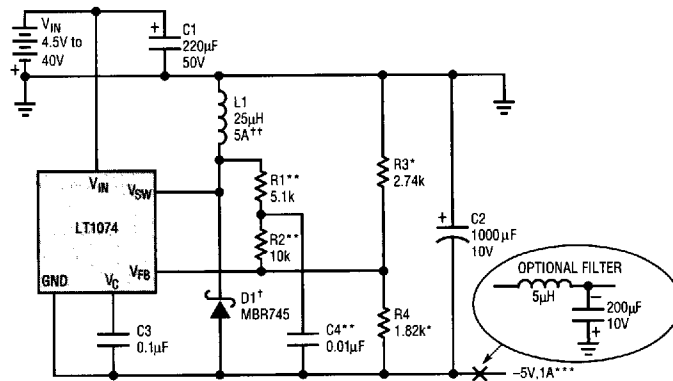 VIN
4.5V to
40V
+
+
C1
220µF
50V
L1
25µH
5A††
R1**
5.1k
R2**
10k
R3*
2.74k
+
C2
1000µF
10V
VIN
VSW
LT1074
GND
VC
VFB
D1†
MBR745
C3
0.1µF
C4**
0.01µF
R4
1.82k*
OPTIONAL FILTER
5µH
−
200µF
10V
+
–5V,1A***